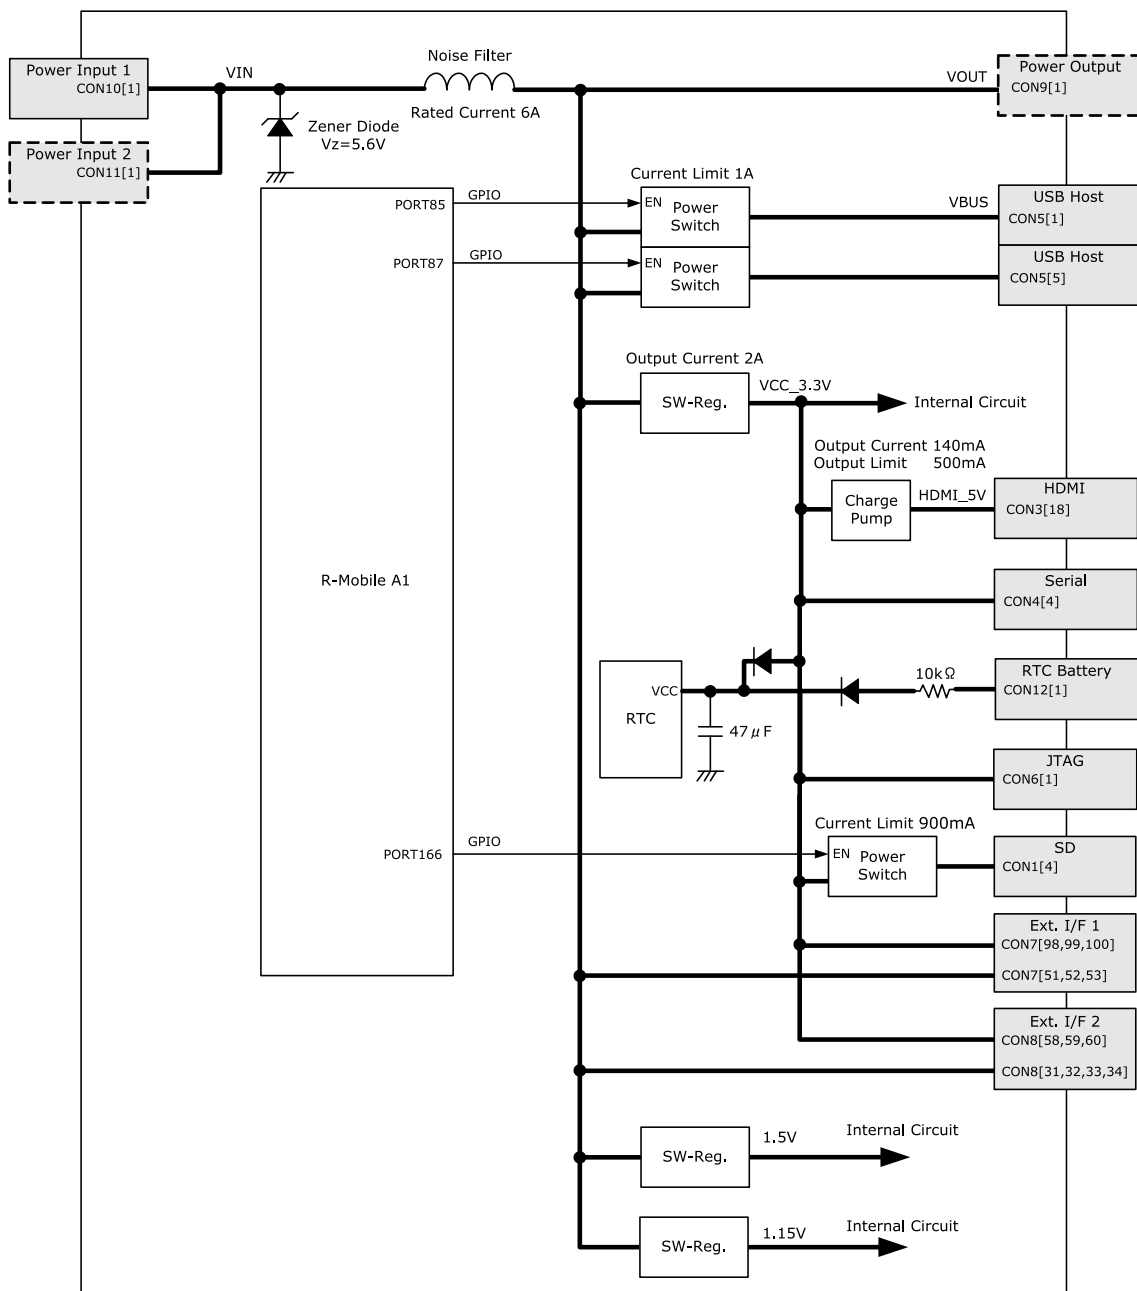 Power Input 1
CON10[1]
VIN
Noise Filter
Rated Current 6A
VOUT
Power Output
CON9[1]
Zener Diode
Vz=5.6V
Power Input 2
CON11[1]
Current Limit 1A
PORT85
GPIO
EN
Power
Switch
VBUS
USB Host
CON5[1]
PORT87
GPIO
EN
Power
Switch
USB Host
CON5[5]
Output Current 2A
SW-Reg.
VCC_3.3V
Internal Circuit
Output Current 140mA
Output Limit 500mA
Charge
Pump
HDMI_5V
HDMI
CON3[18]
R-Mobile A1
Serial
CON4[4]
RTC
VCC
47μF
10kΩ
RTC Battery
CON12[1]
JTAG
CON6[1]
Current Limit 900mA
PORT166
GPIO
EN
Power
Switch
SD
CON1[4]
Ext. I/F 1
CON7[98,99,100]
CON7[51,52,53]
Ext. I/F 2
CON8[58,59,60]
CON8[31,32,33,34]
SW-Reg.
1.5V
Internal Circuit
SW-Reg.
1.15V
Internal Circuit